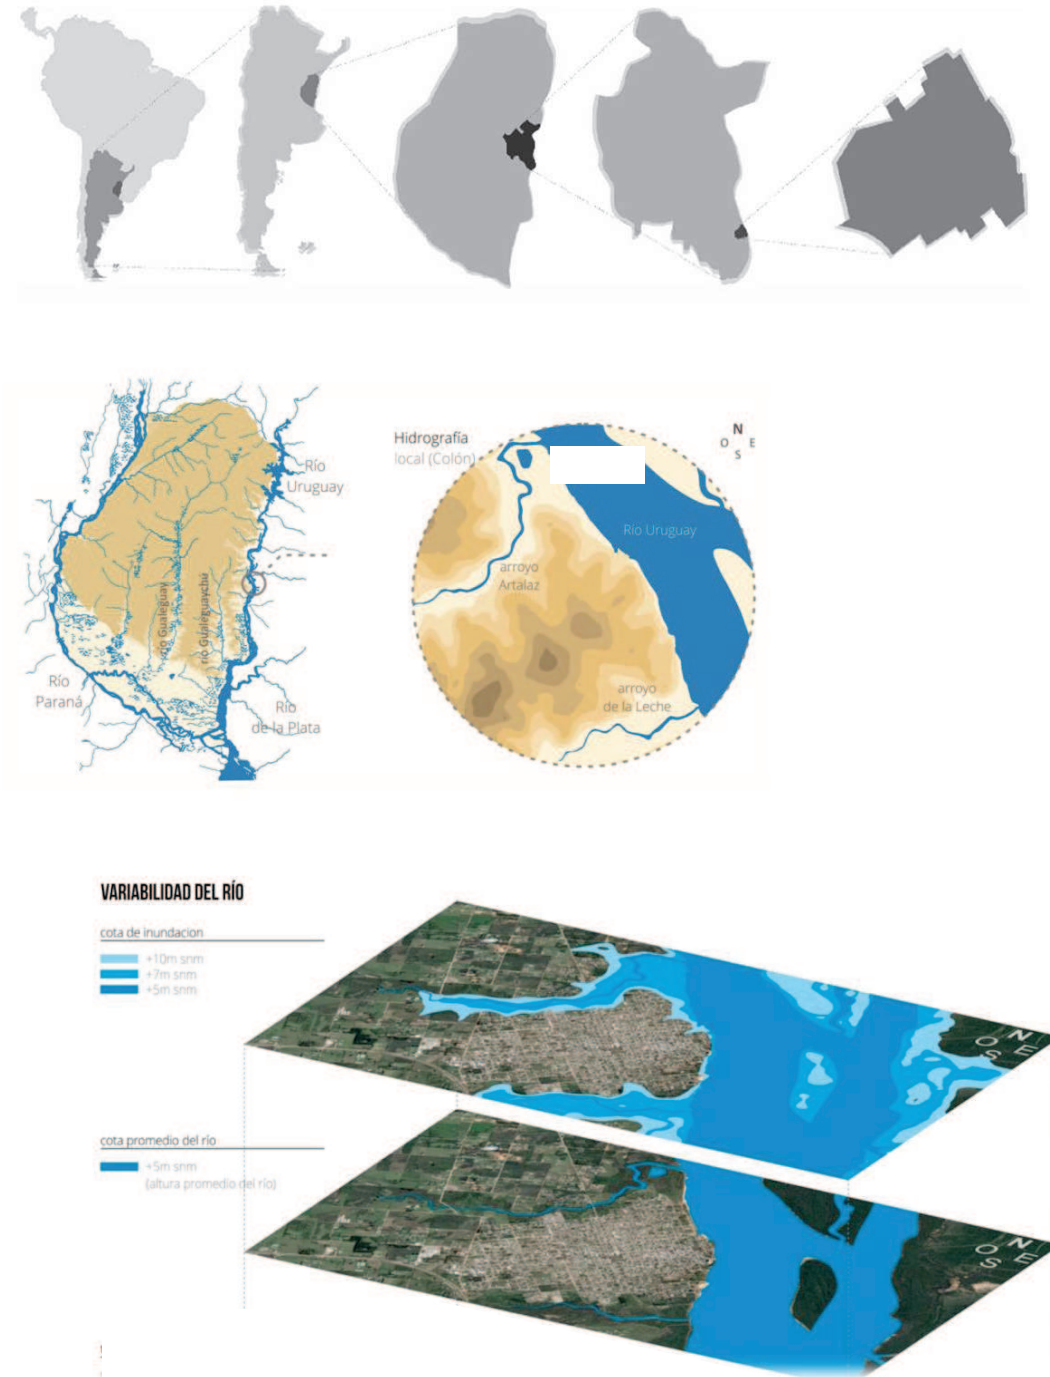 Río
Uruguay
río Gualeguay
río Gualeguaychú
Río
Paraná
Río
de la Plata
Hidrografía
local (Colón)
N
O E
S
Río Uruguay
arroyo
Artalaz
arroyo
de la Leche
VARIABILIDAD DEL RÍO
cota de inundacion
+10m snm
+7m snm
+5m snm
N
O E
S
cota promedio del río
+5m snm
(altura promedio del río)
N
O E
S